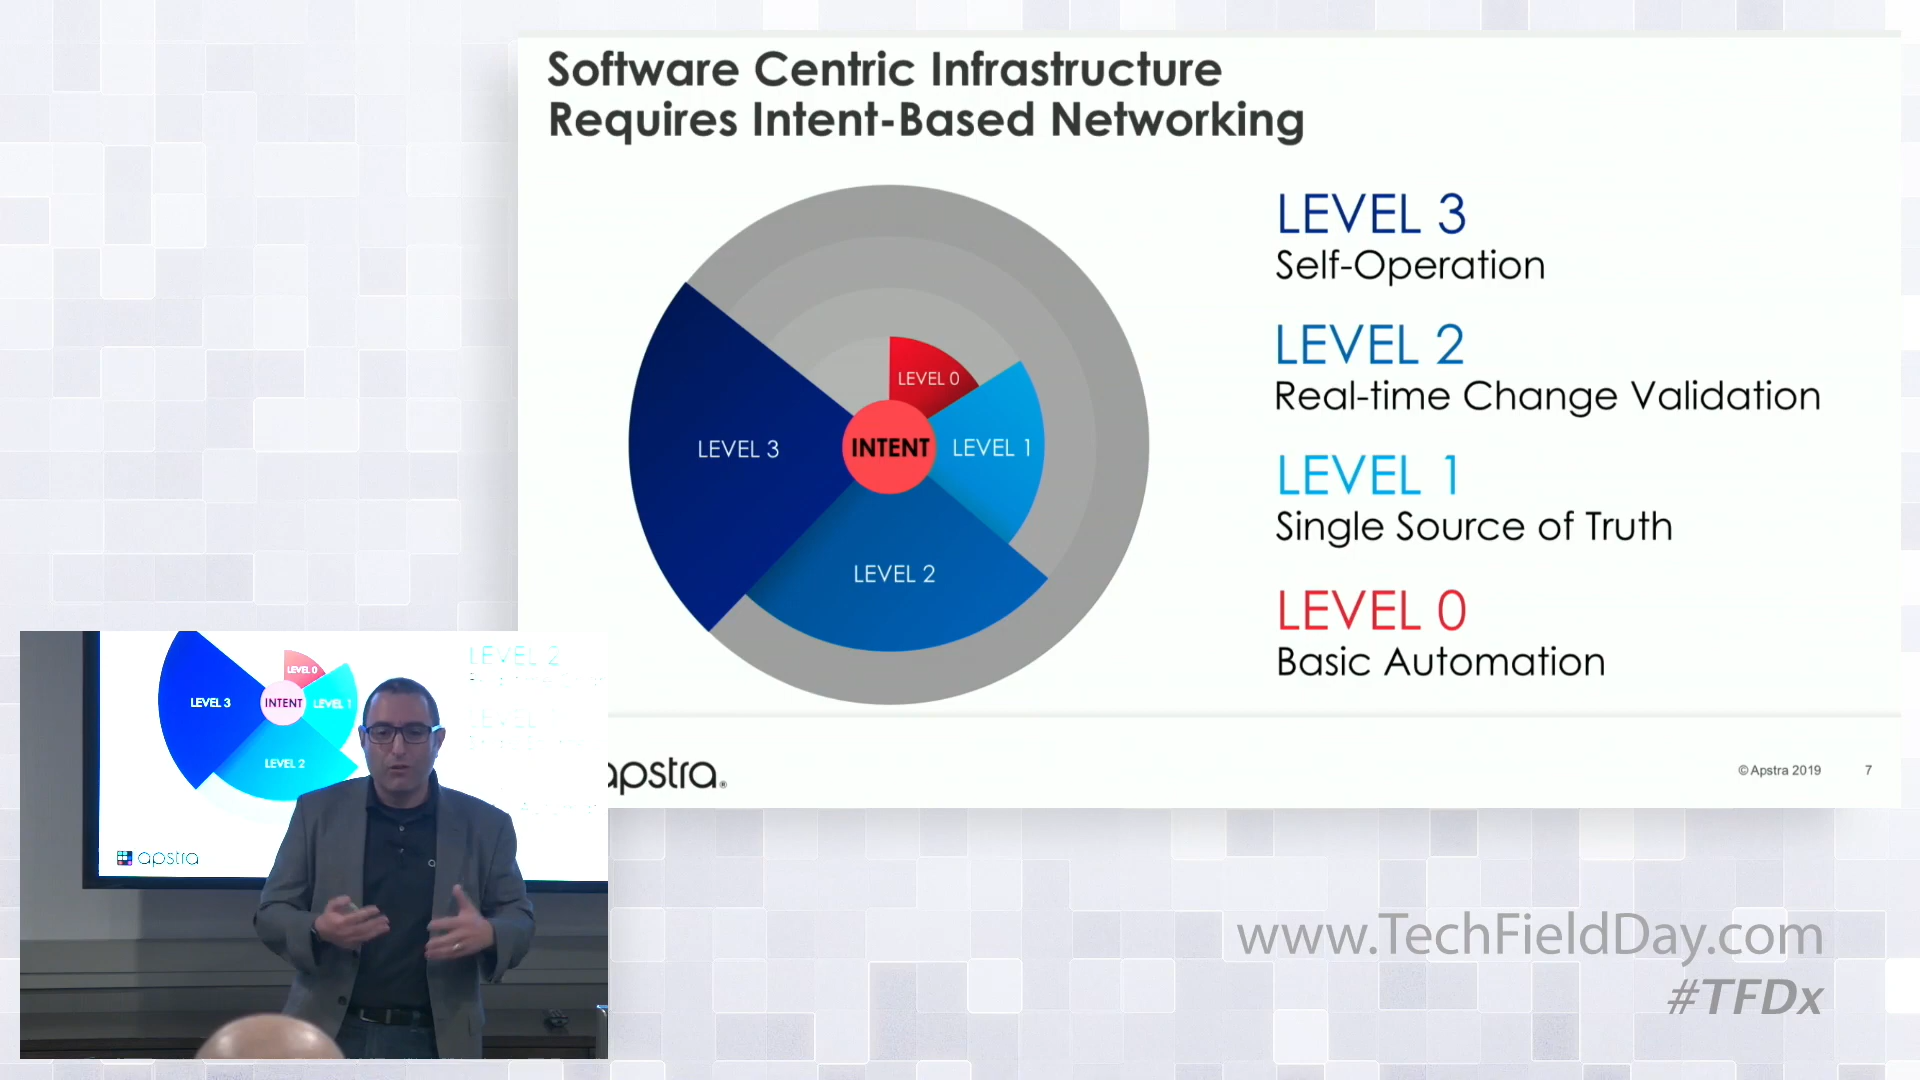 Software Centric Infrastructure
Requires Intent-Based Networking
LEVEL 0
LEVEL 3
INTENT
LEVEL 1
LEVEL 2
LEVEL 3
Self-Operation
LEVEL 2
Real-time Change Validation
LEVEL 1
Single Source of Truth
LEVEL 0
Basic Automation
apstra®
© Apstra 2019
7
LEVEL 2
LEVEL 0
LEVEL 3
INTENT
LEVEL 1
LEVEL 2
apstra
www.TechFieldDay.com
#TFDx